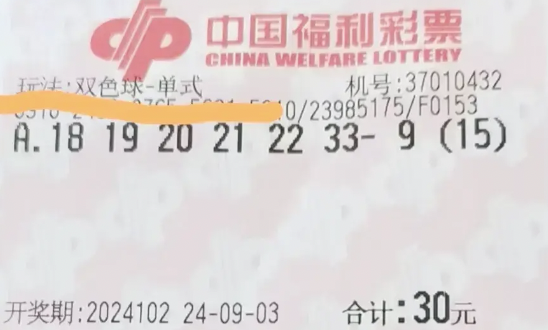 中国福利彩票
CHINA WELFARE LOTTERY
玩法:双色球-单式 机号:37010432
0/23985175/F0153
A.18 19 20 21 22 33- 9 (15)
开奖期:2024102 24-09-03 合计:30元